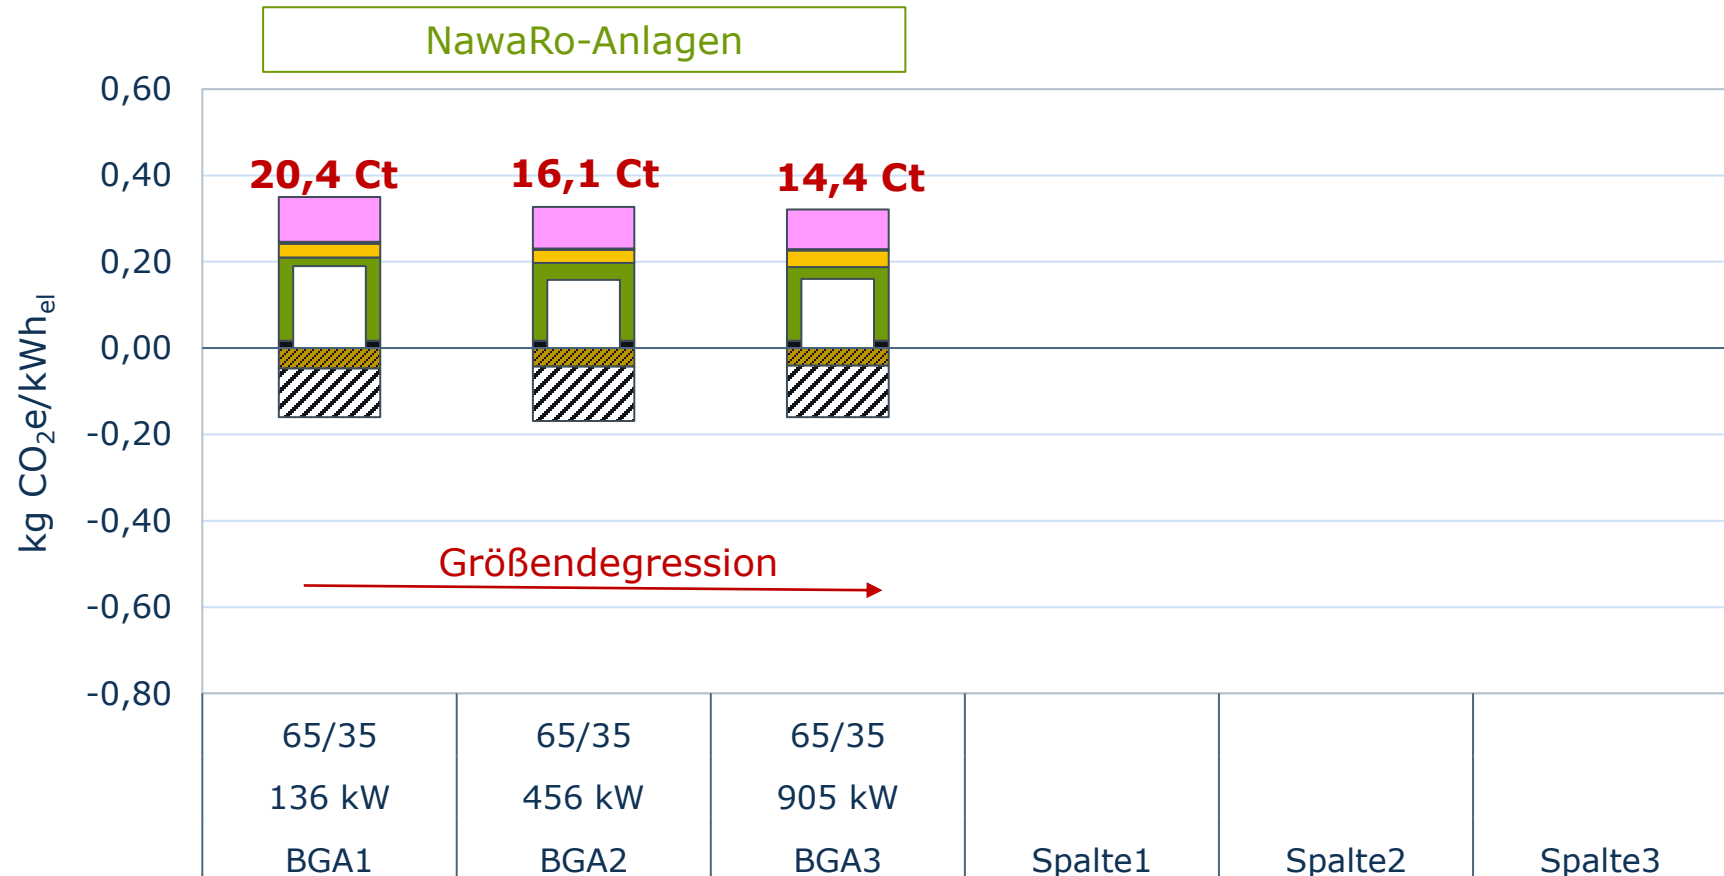 NawaRo-Anlagen
0,60
0,40
0,20
0,00
-0,20
-0,40
-0,60
-0,80
kg CO₂e/kWhₑₗ
20,4 Ct
16,1 Ct
14,4 Ct
Größendegression
65/35 65/35 65/35
136 kW 456 kW 905 kW
BGA1 BGA2 BGA3 Spalte1 Spalte2 Spalte3